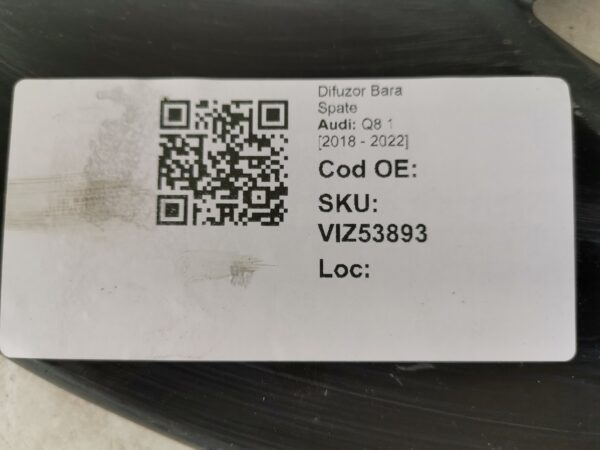 Difuzor Bara
Spate
Audi: Q8 1
[2018 - 2022]
Cod OE:
SKU:
VIZ53893
Loc: